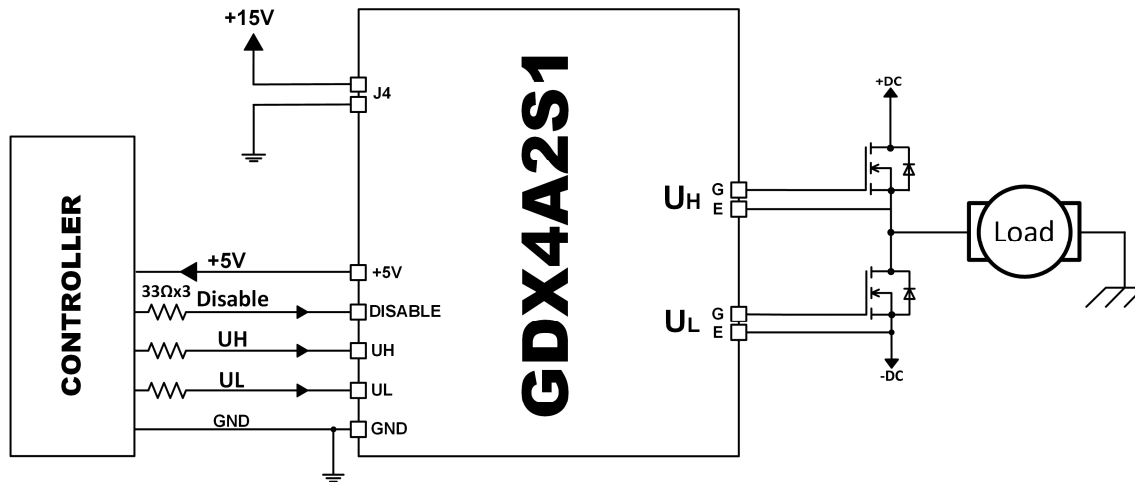 +15V
J4
GDX4A2S1
+DC
CONTROLLER
UH
G
E
Load
+5V
+5V
33Ωx3
Disable
DISABLE
UH
UH
UL
G
E
UL
UL
-DC
GND
GND